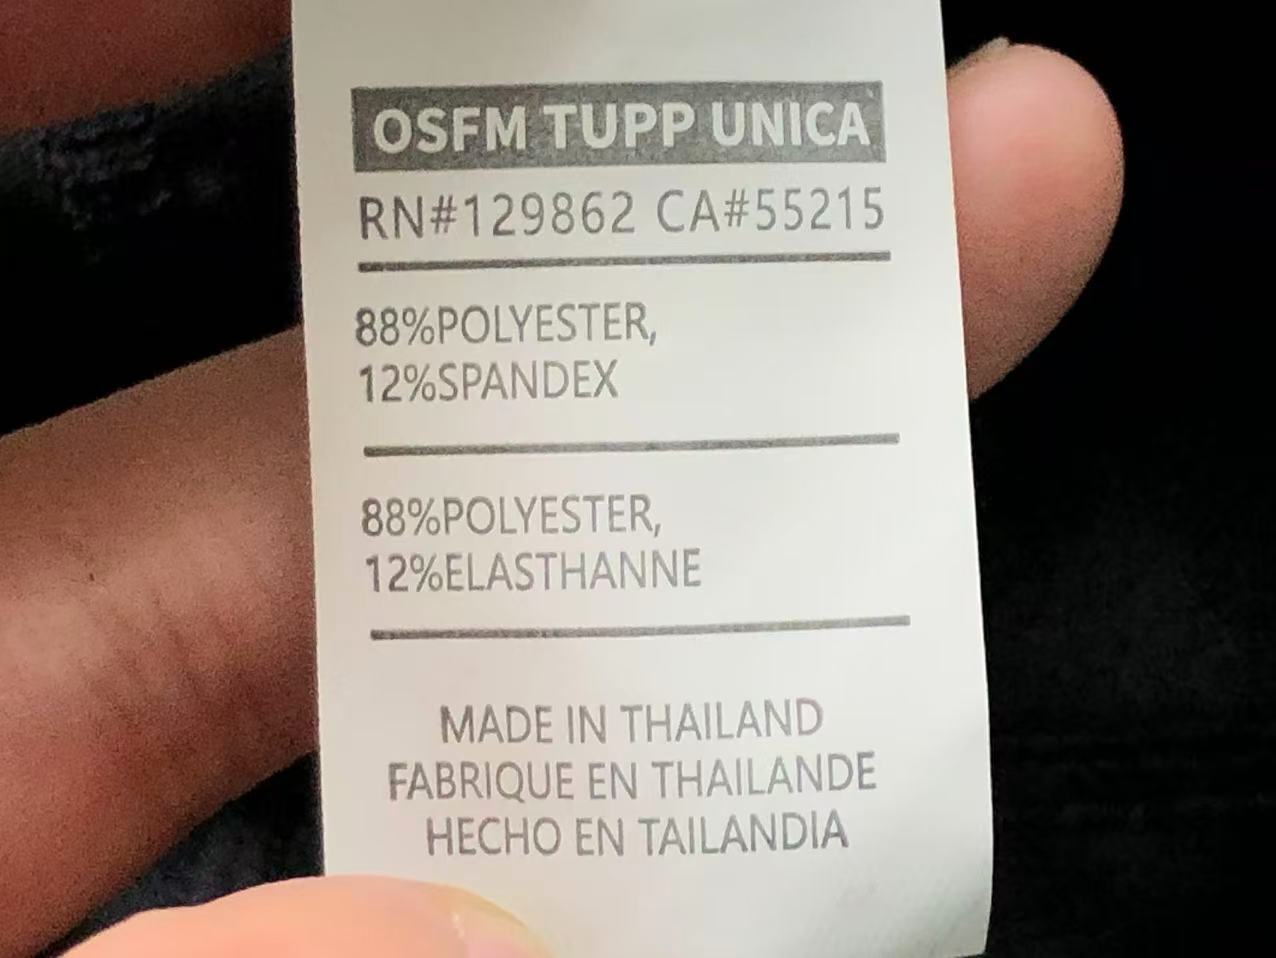 OSFM TUPP UNICA
RN#129862 CA#55215
88%POLYESTER,
12%SPANDEX
88%POLYESTER,
12%ELASTHANNE
MADE IN THAILAND
FABRIQUE EN THAILANDE
HECHO EN TAILANDIA